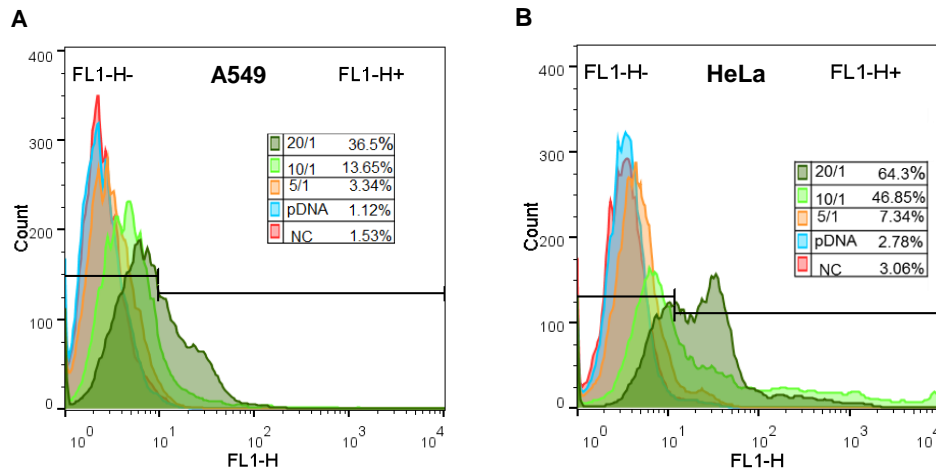 A
400
300
200
100
0
Count
FL1-H-
A549
FL1-H+
20/1 36.5%
10/1 13.65%
5/1 3.34%
pDNA 1.12%
NC 1.53%
10^0 10^1 10^2 10^3 10^4
FL1-H
B
400
300
200
100
0
Count
FL1-H-
HeLa
FL1-H+
20/1 64.3%
10/1 46.85%
5/1 7.34%
pDNA 2.78%
NC 3.06%
10^0 10^1 10^2 10^3 10^4
FL1-H